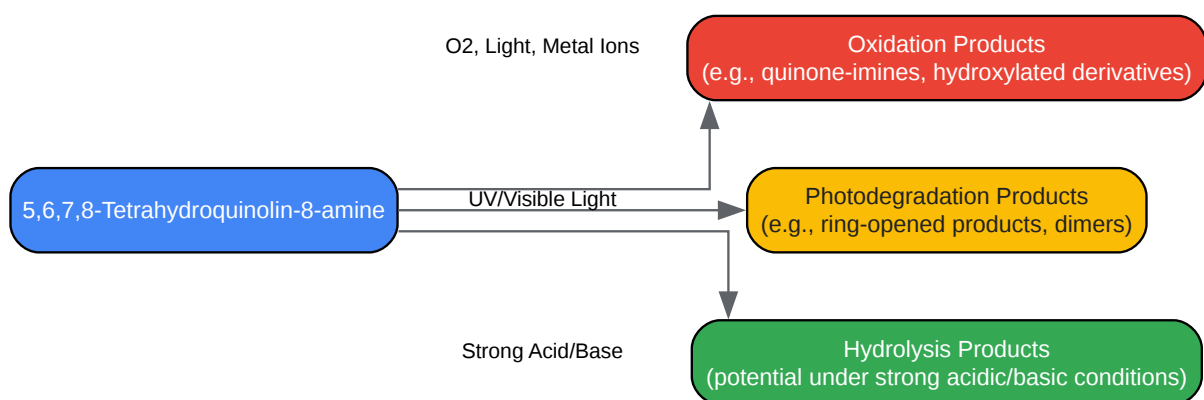 O2, Light, Metal Ions
Oxidation Products
(e.g., quinone-imines, hydroxylated derivatives)
5,6,7,8-Tetrahydroquinolin-8-amine
UV/Visible Light
Photodegradation Products
(e.g., ring-opened products, dimers)
Strong Acid/Base
Hydrolysis Products
(potential under strong acidic/basic conditions)